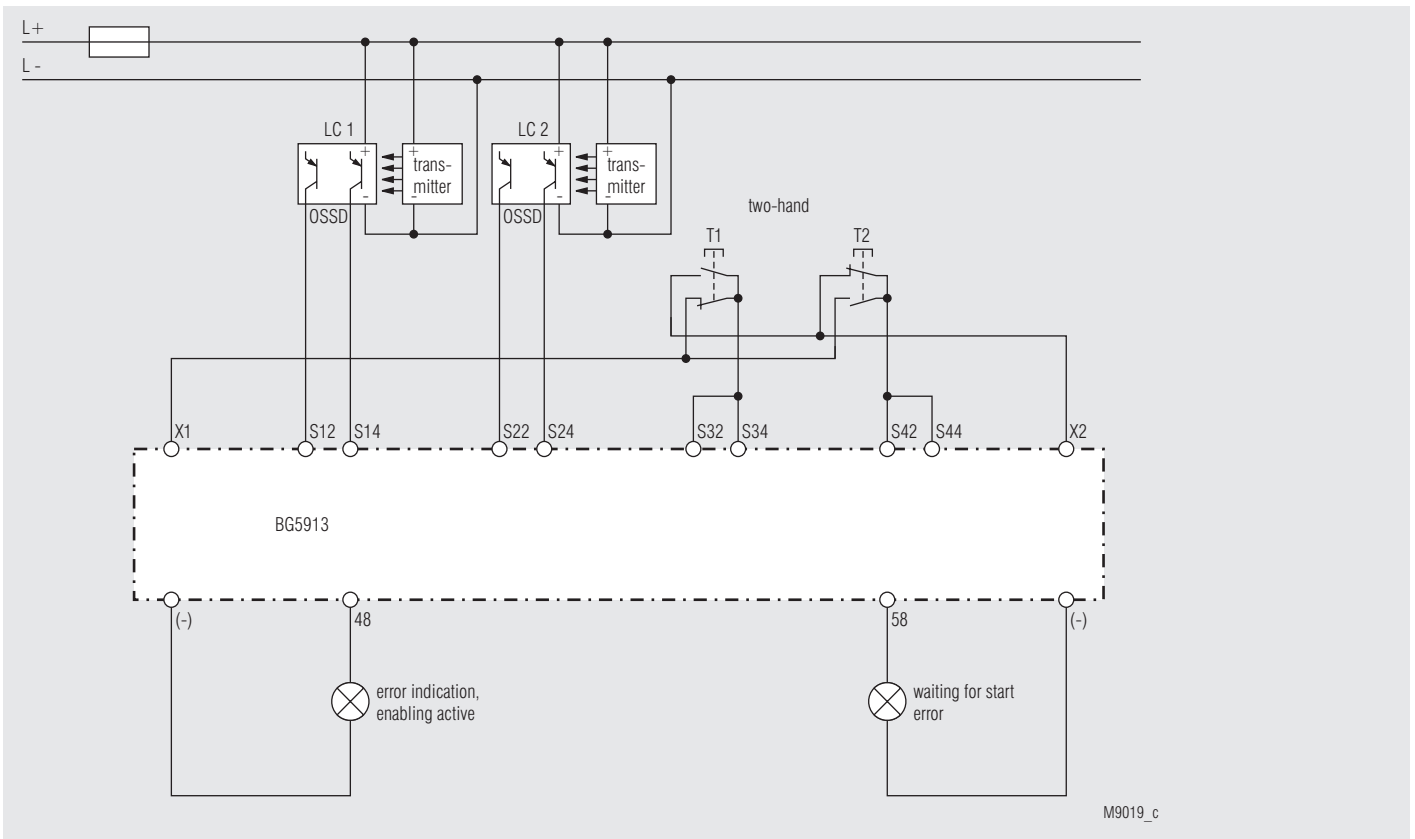 L+
L -
LC 1
LC 2
+
+
+
+
trans-
mitter
trans-
mitter
-
-
-
-
OSSD
OSSD
two-hand
T1
T2
X1
S12
S14
S22
S24
S32
S34
S42
S44
X2
BG5913
(-)
48
58
(-)
error indication,
enabling active
waiting for start
error
M9019_c